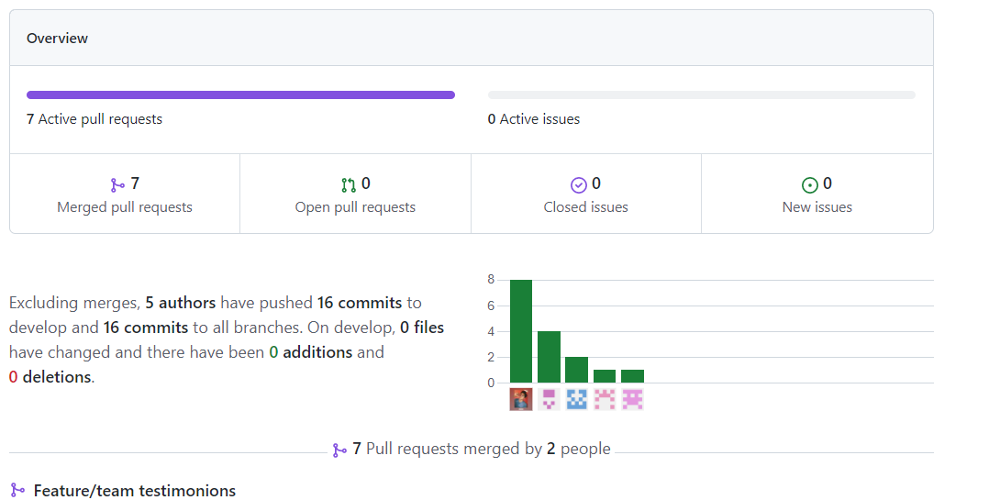 Overview
7 Active pull requests
0 Active issues
7
Merged pull requests
0
Open pull requests
0
Closed issues
0
New issues
Excluding merges, 5 authors have pushed 16 commits to
develop and 16 commits to all branches. On develop, 0 files
have changed and there have been 0 additions and
0 deletions.
8
6
4
2
0
7 Pull requests merged by 2 people
Feature/team testimonions